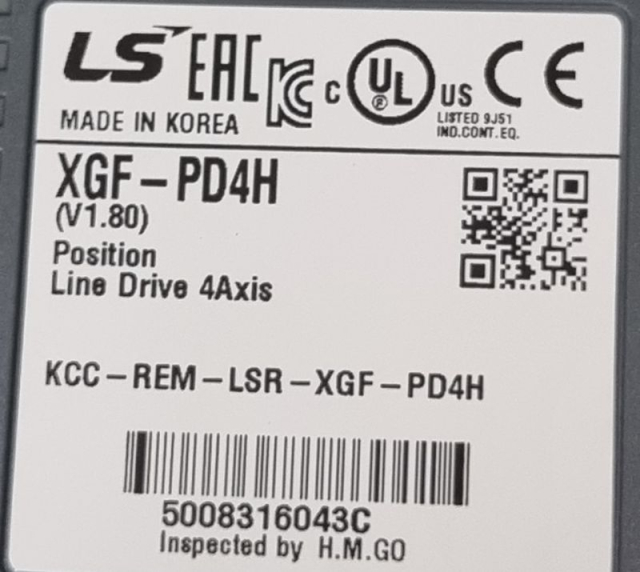 LS EAC KC C UL US CE
LISTED 9J51
MADE IN KOREA IND.CONT.EQ.
XGF-PD4H
(V1.80)
Position
Line Drive 4Axis
KCC-REM-LSR-XGF-PD4H
5008316043C
Inspected by H.M.GO